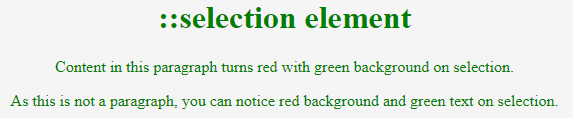 ::selection element
Content in this paragraph turns red with green background on selection.
As this is not a paragraph, you can notice red background and green text on selection.